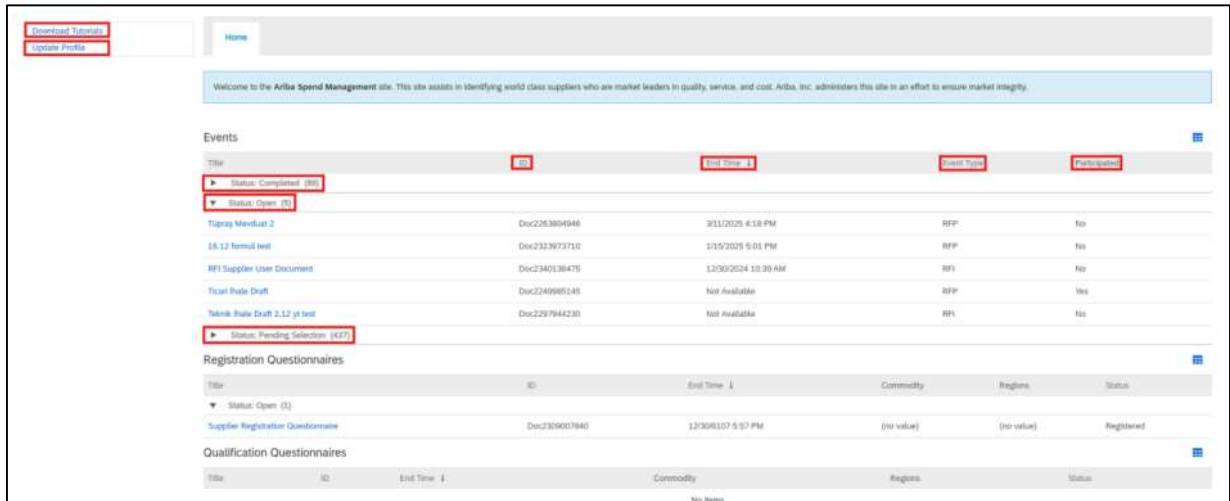 Download Tutorials
Update Profile
Home
Welcome to the Ariba Spend Management site. This site assists in identifying world class suppliers who are market leaders in quality, service, and cost. Ariba, Inc. administers this site in an effort to ensure market integrity.
Events
Title ID End Time ↓ Event Type Participated
► Status: Completed
▼ Status: Open (5)
Tüpraş Mevduat 2 Doc2263804946 3/11/2025 4:18 PM RFP No
16.12 formül test Doc2323973710 1/15/2025 5:01 PM RFP No
RFI Supplier User Document Doc2340138475 12/30/2024 10:39 AM RFI No
Ticari İhale Draft Doc2249985145 Not Available RFP Yes
Teknik İhale Draft 2.12 yt test Doc2297944230 Not Available RFI No
► Status: Pending Selection (437)
Registration Questionnaires
Title ID End Time ↓ Commodity Regions Status
▼ Status: Open (1)
Supplier Registration Questionnaire Doc2309007840 12/30/6107 5:57 PM (no value) (no value) Registered
Qualification Questionnaires
Title ID End Time ↓ Commodity Regions Status
No items